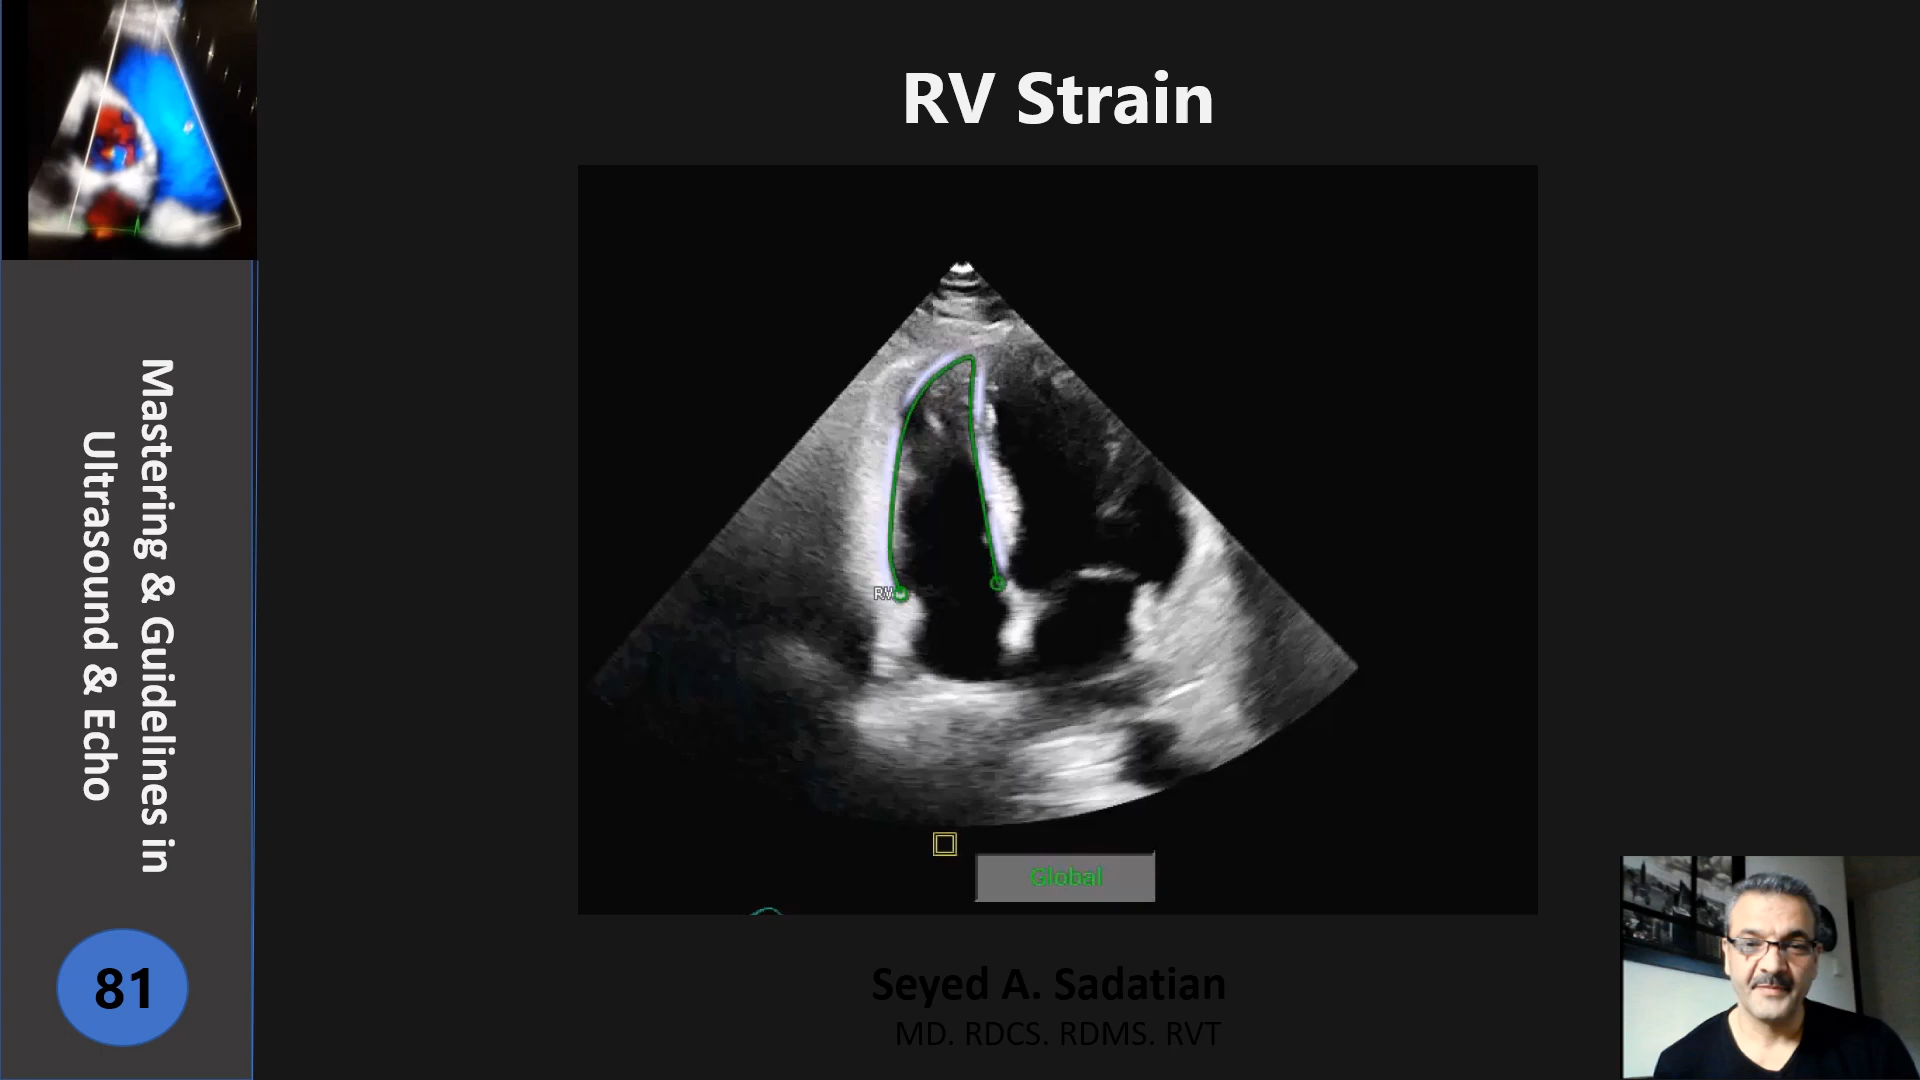 RV Strain
Mastering & Guidelines in
Ultrasound & Echo
RV
Global
81
Seyed A. Sadatian
MD. RDCS. RDMS. RVT